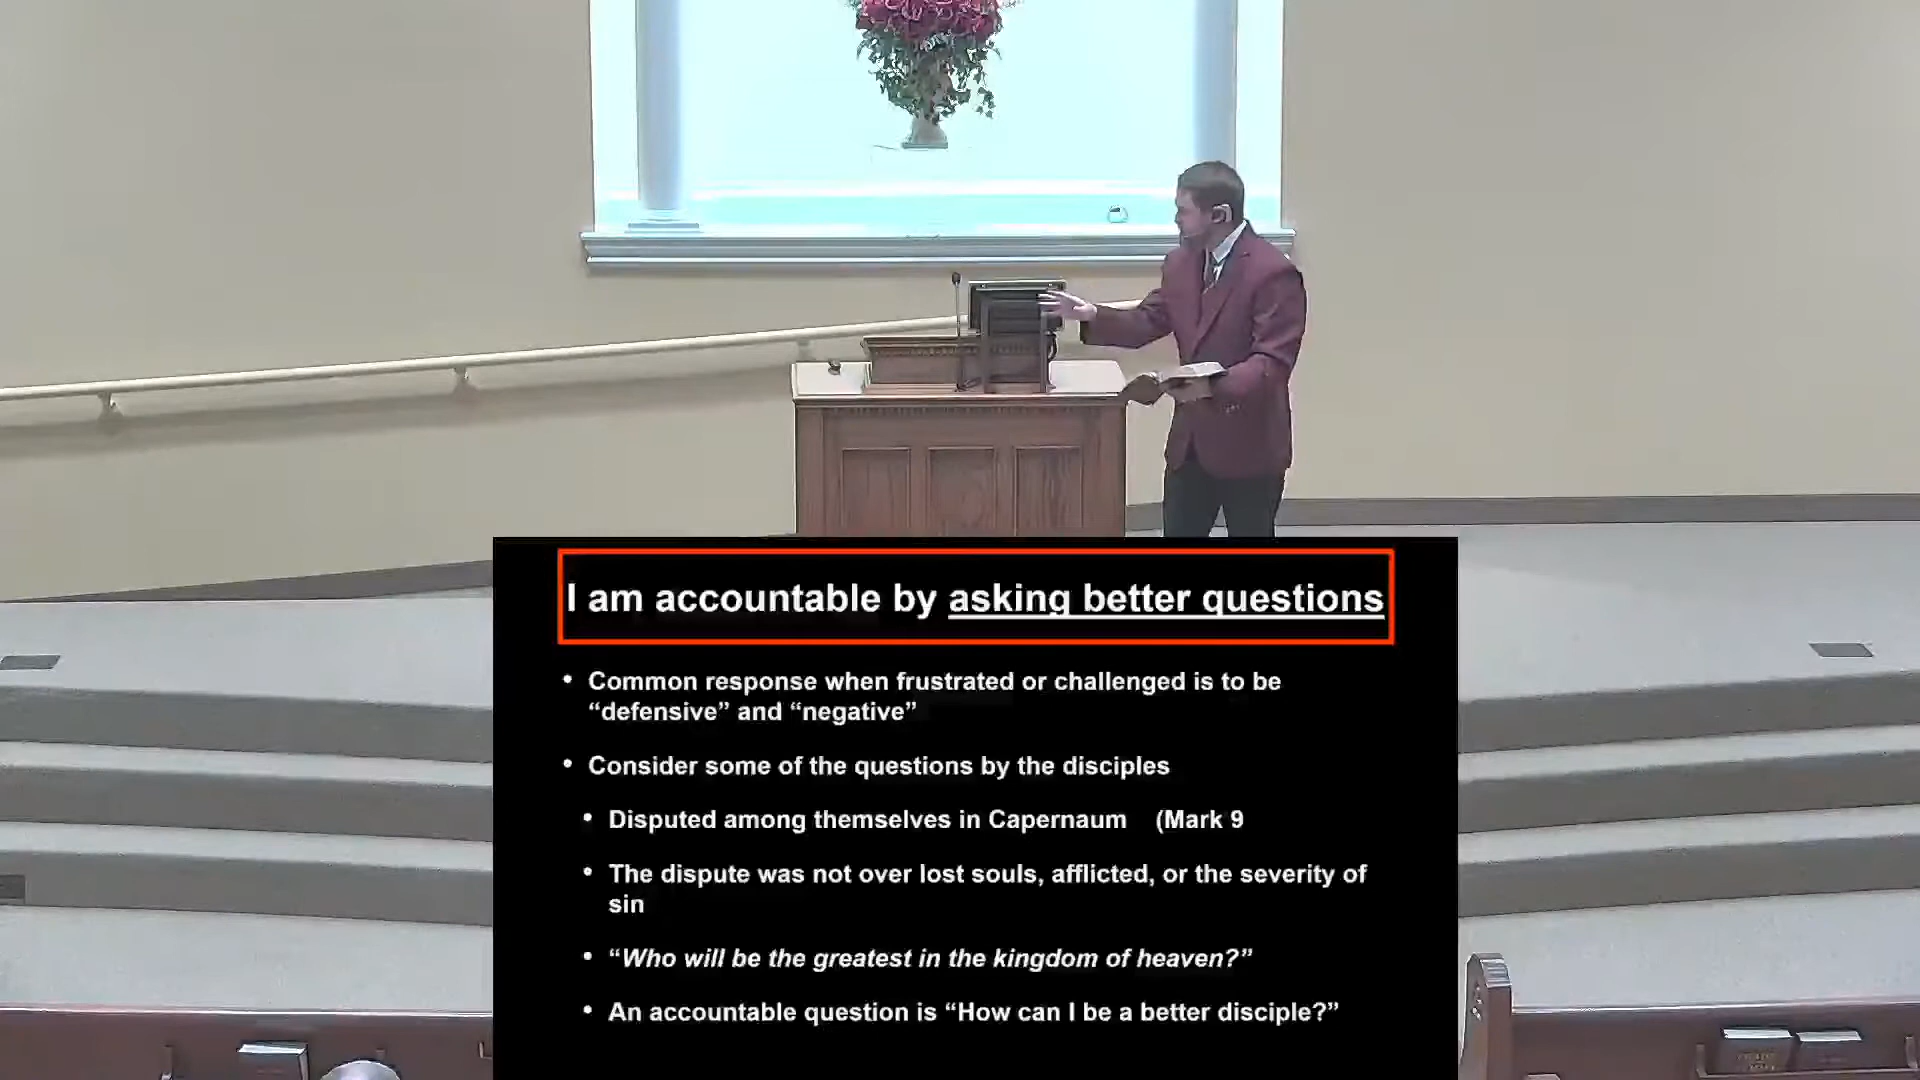 I am accountable by asking better questions
• Common response when frustrated or challenged is to be
“defensive” and “negative”
• Consider some of the questions by the disciples
• Disputed among themselves in Capernaum (Mark 9
• The dispute was not over lost souls, afflicted, or the severity of
sin
• “Who will be the greatest in the kingdom of heaven?”
• An accountable question is “How can I be a better disciple?”